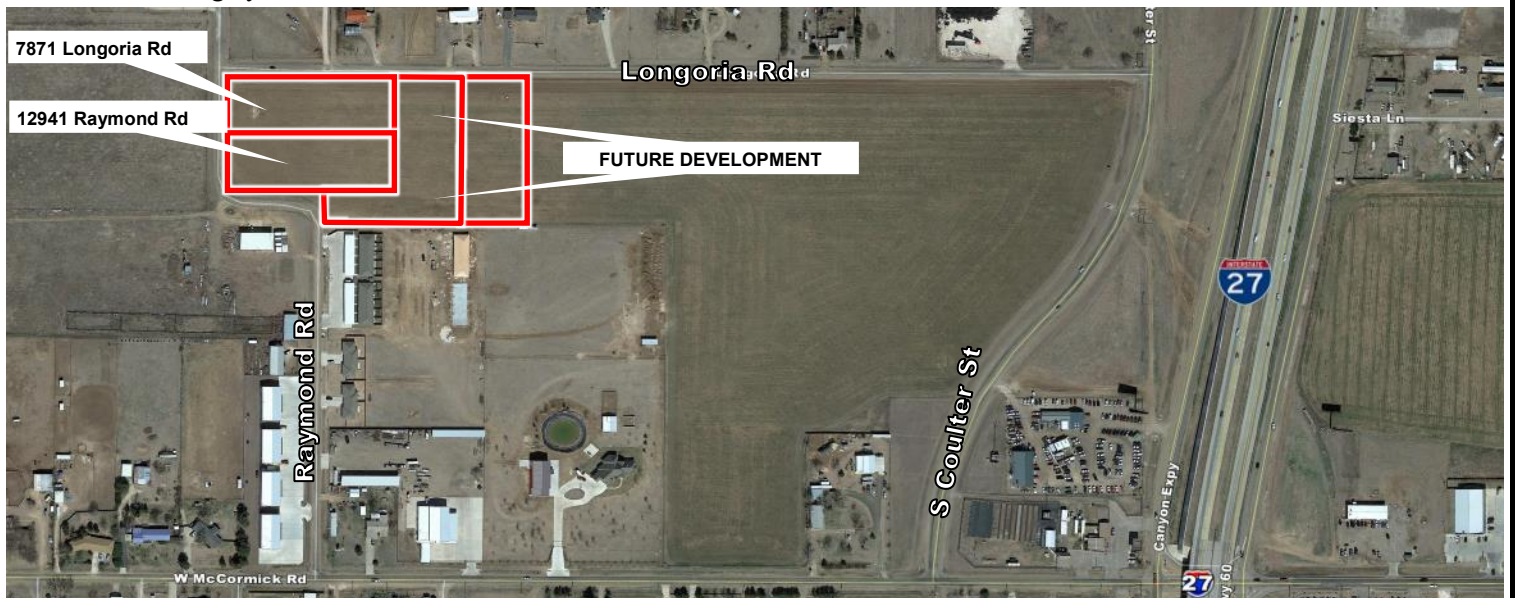 7871 Longoria Rd
12941 Raymond Rd
Longoria Rd
FUTURE DEVELOPMENT
Siesta Ln
INTERSTATE
27
Raymond Rd
S Coulter St
Canyon Expy
W McCormick Rd
27